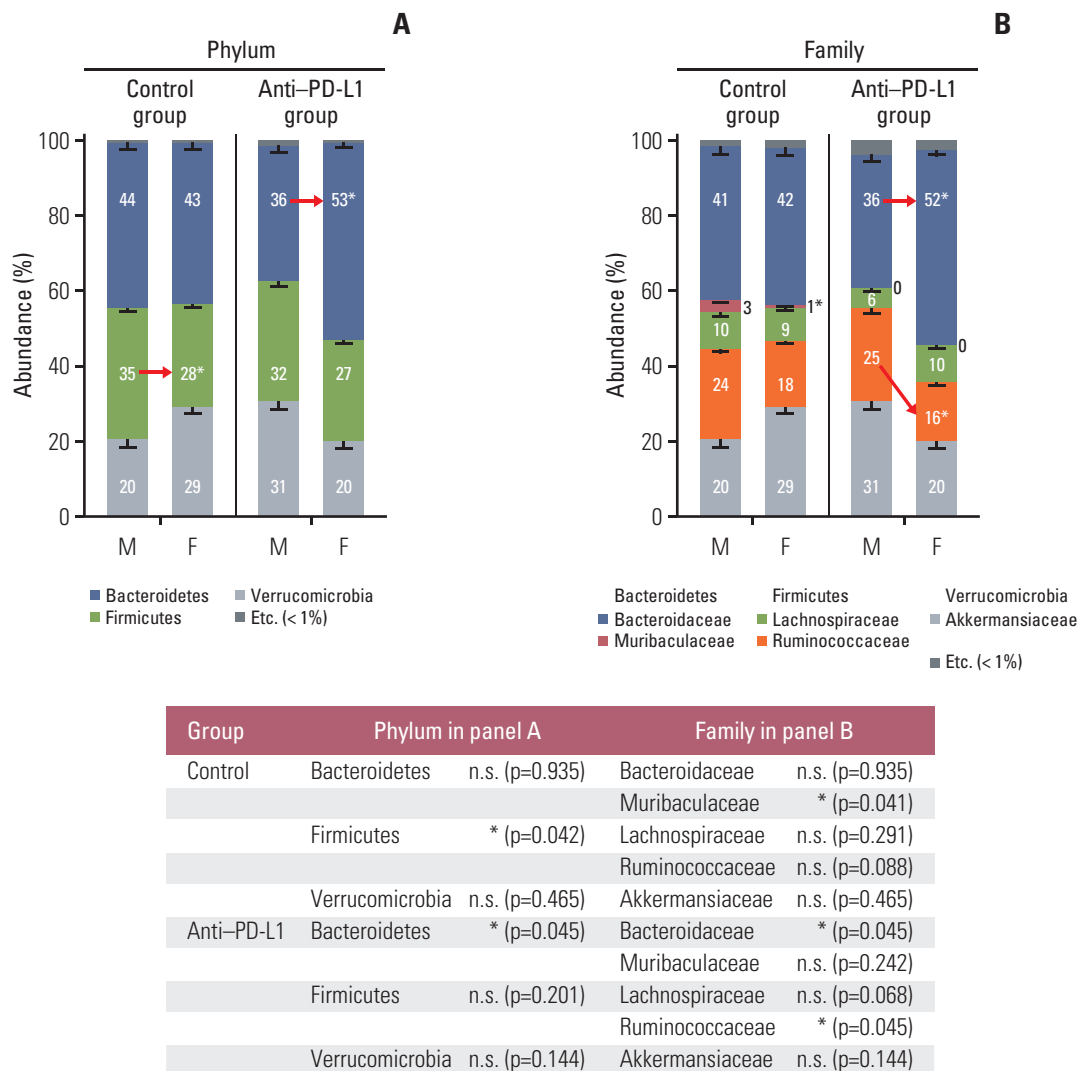 A
Phylum
Control group
Anti–PD-L1 group
Abundance (%)
100
80
60
40
20
0
44 43 36 53*
35 28* 32 27
20 29 31 20
M F M F
Bacteroidetes Verrucomicrobia
Firmicutes Etc. (< 1%)
B
Family
Control group
Anti–PD-L1 group
Abundance (%)
100
80
60
40
20
0
41 42 36 52*
3 1* 0 0
10 9 6 10
24 18 25 16*
20 29 31 20
M F M F
Bacteroidetes Firmicutes Verrucomicrobia
Bacteroidaceae Lachnospiraceae Akkermansiaceae
Muribaculaceae Ruminococcaceae
Etc. (< 1%)
Group Phylum in panel A Family in panel B
Control Bacteroidetes n.s. (p=0.935) Bacteroidaceae n.s. (p=0.935)
Muribaculaceae * (p=0.041)
Firmicutes * (p=0.042) Lachnospiraceae n.s. (p=0.291)
Ruminococcaceae n.s. (p=0.088)
Verrucomicrobia n.s. (p=0.465) Akkermansiaceae n.s. (p=0.465)
Anti–PD-L1 Bacteroidetes * (p=0.045) Bacteroidaceae * (p=0.045)
Muribaculaceae n.s. (p=0.242)
Firmicutes n.s. (p=0.201) Lachnospiraceae n.s. (p=0.068)
Ruminococcaceae * (p=0.045)
Verrucomicrobia n.s. (p=0.144) Akkermansiaceae n.s. (p=0.144)